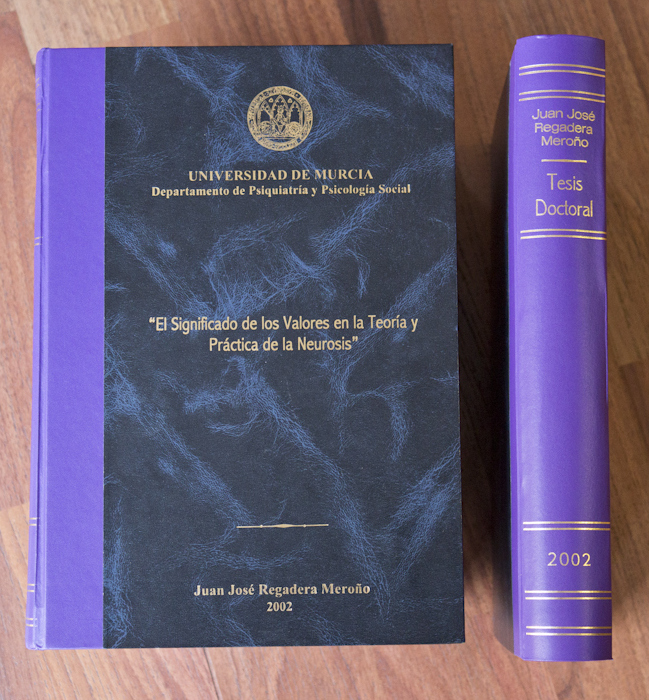 UNIVERSIDAD DE MURCIA
Departamento de Psiquiatría y Psicología Social
“El Significado de los Valores en la Teoría y
Práctica de la Neurosis”
Juan José Regadera Meroño
2002
Juan José
Regadera
Meroño
Tesis
Doctoral
2002